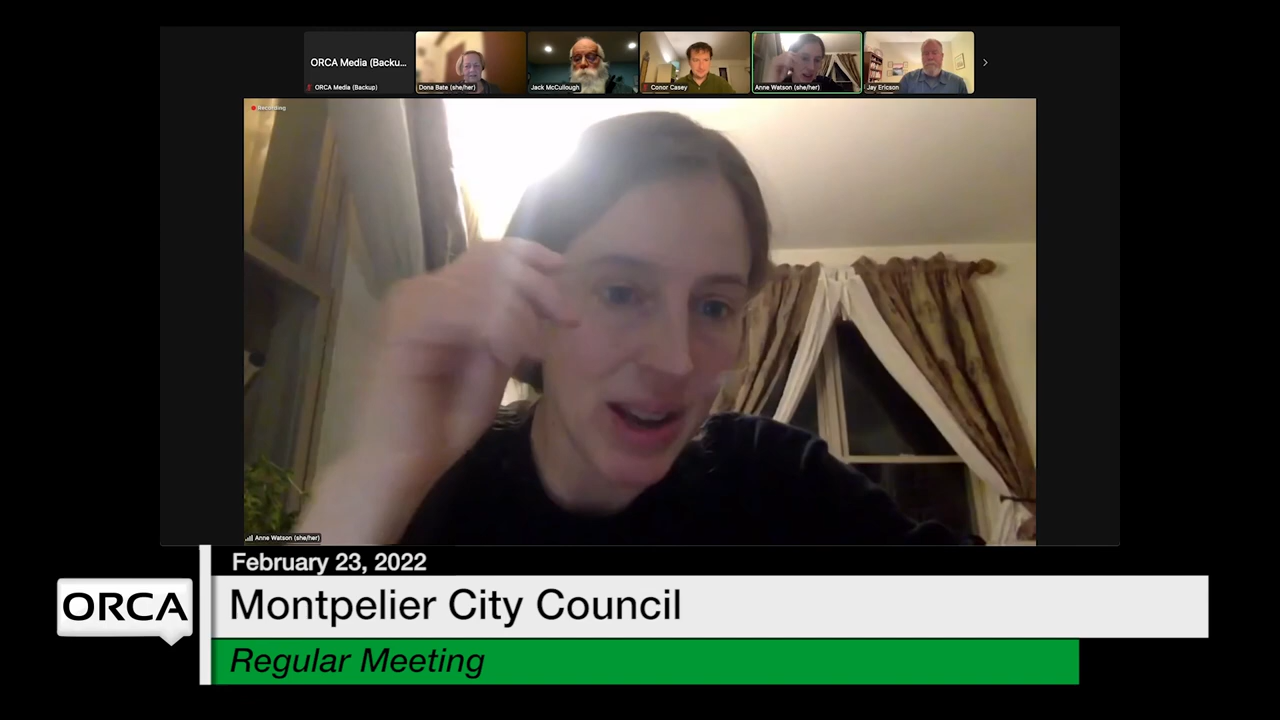 ORCA Media (Backu...
ORCA Media (Backup)
Dona Bate (she/her)
Jack McCullough
Conor Casey
Anne Watson (she/her)
Jay Ericson
Recording
Anne Watson (she/her)
February 23, 2022
ORCA
Montpelier City Council
Regular Meeting